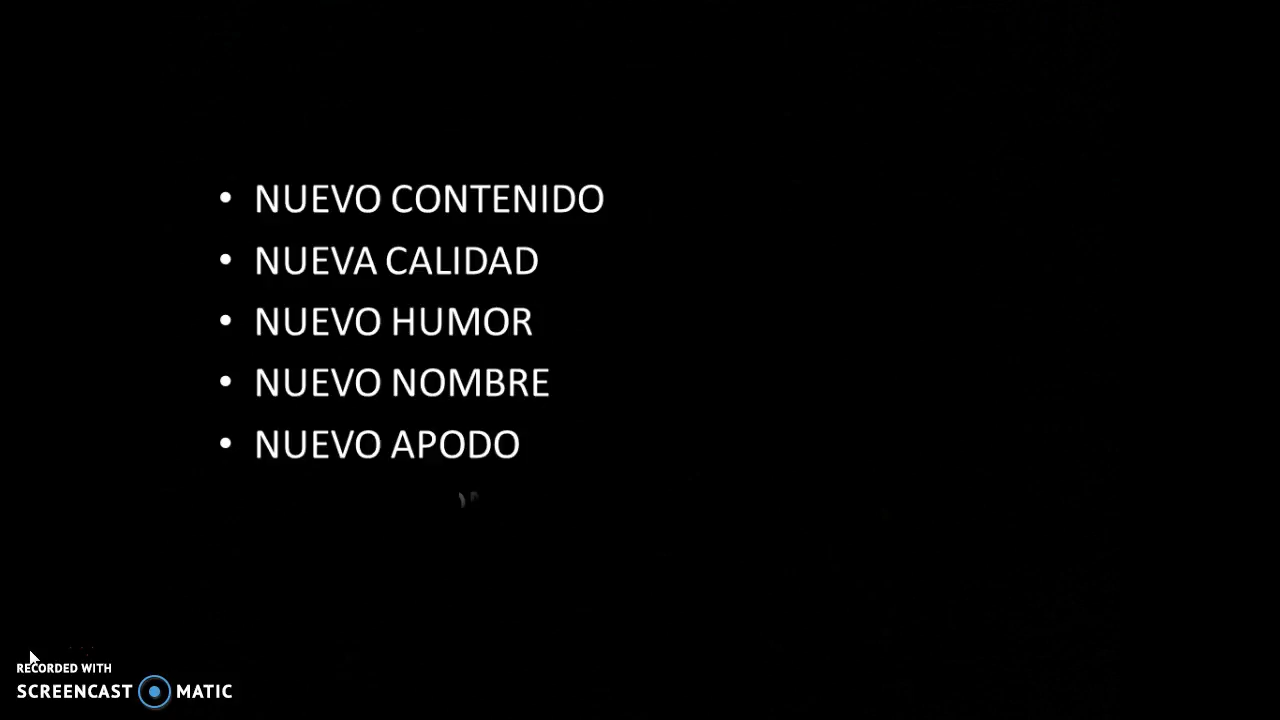 • NUEVO CONTENIDO
• NUEVA CALIDAD
• NUEVO HUMOR
• NUEVO NOMBRE
• NUEVO APODO
RECORDED WITH
SCREENCAST MATIC